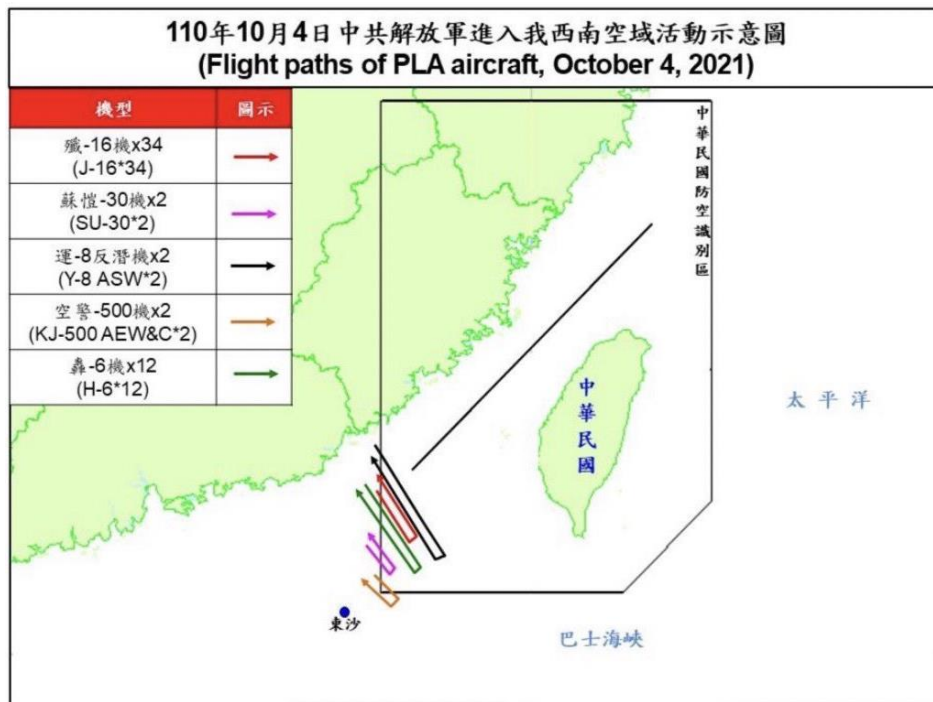 110年10月4日中共解放軍進入我西南空域活動示意圖
(Flight paths of PLA aircraft, October 4, 2021)
機型 圖示
殲-16機x34
(J-16*34)
蘇愷-30機x2
(SU-30*2)
運-8反潛機x2
(Y-8 ASW*2)
空警-500機x2
(KJ-500 AEW&C*2)
轟-6機x12
(H-6*12)
中華民國防空識別區
中華民國
太平洋
東沙
巴士海峽